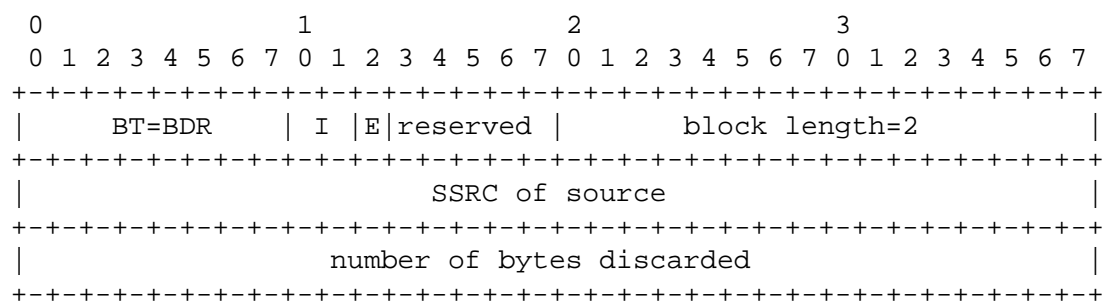 0                   1                   2                   3
 0 1 2 3 4 5 6 7 0 1 2 3 4 5 6 7 0 1 2 3 4 5 6 7 0 1 2 3 4 5 6 7
+-+-+-+-+-+-+-+-+-+-+-+-+-+-+-+-+-+-+-+-+-+-+-+-+-+-+-+-+-+-+-+-+
|     BT=BDR    | I |E|reserved |       block length=2          |
+-+-+-+-+-+-+-+-+-+-+-+-+-+-+-+-+-+-+-+-+-+-+-+-+-+-+-+-+-+-+-+-+
|                        SSRC of source                         |
+-+-+-+-+-+-+-+-+-+-+-+-+-+-+-+-+-+-+-+-+-+-+-+-+-+-+-+-+-+-+-+-+
|                  number of bytes discarded                    |
+-+-+-+-+-+-+-+-+-+-+-+-+-+-+-+-+-+-+-+-+-+-+-+-+-+-+-+-+-+-+-+-+